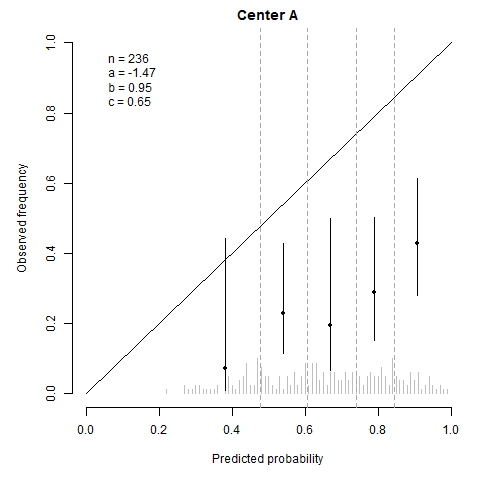 Center A
n = 236
a = -1.47
b = 0.95
c = 0.65
Observed frequency
1.0
0.8
0.6
0.4
0.2
0.0
0.0 0.2 0.4 0.6 0.8 1.0
Predicted probability